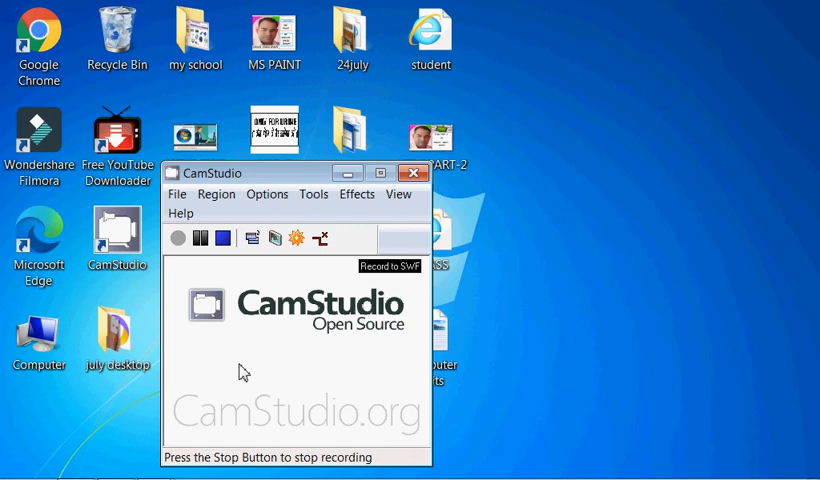 Google
Chrome
Recycle Bin
my school
MS PAINT
24july
student
Wondershare
Filmora
Free YouTube
Downloader
ART-2
CamStudio
File Region Options Tools Effects View
Help
Record to SWF
CamStudio
Open Source
CamStudio.org
Press the Stop Button to stop recording
Microsoft
Edge
CamStudio
ASS
Computer
july desktop